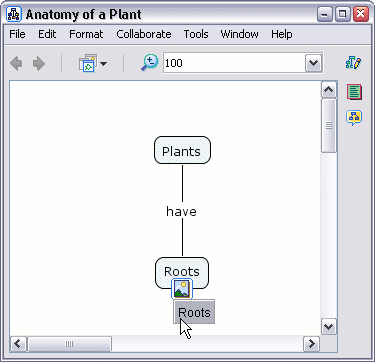 Anatomy of a Plant
File Edit Format Collaborate Tools Window Help
100
Plants
have
Roots
Roots